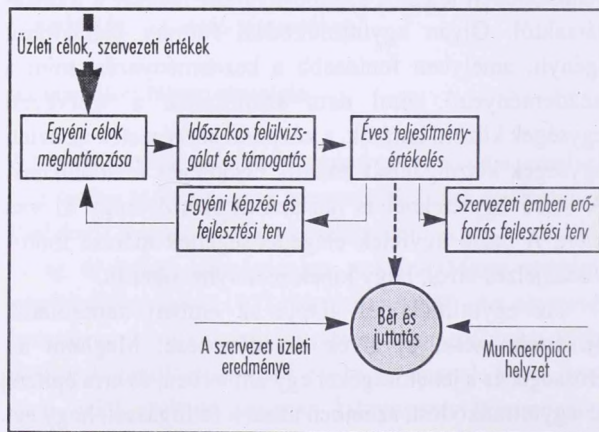 Üzleti célok, szervezeti értékek
Egyéni célok
meghatározása
Időszakos felülvizs-
gálat és támogatás
Éves teljesítmény-
értékelés
Egyéni képzési és
fejlesztési terv
Szervezeti emberi erő-
forrás fejlesztési terv
Bér és
juttatás
A szervezet üzleti
eredménye
Munkaerőpiaci
helyzet